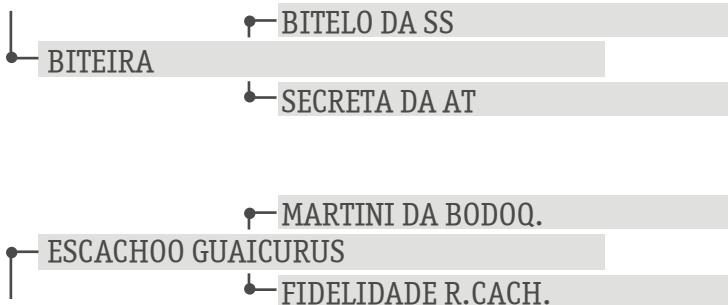 BITELO DA SS
BITEIRA
SECRETA DA AT
MARTINI DA BODOQ.
ESCACHOO GUAICURUS
FIDELIDADE R.CACH.